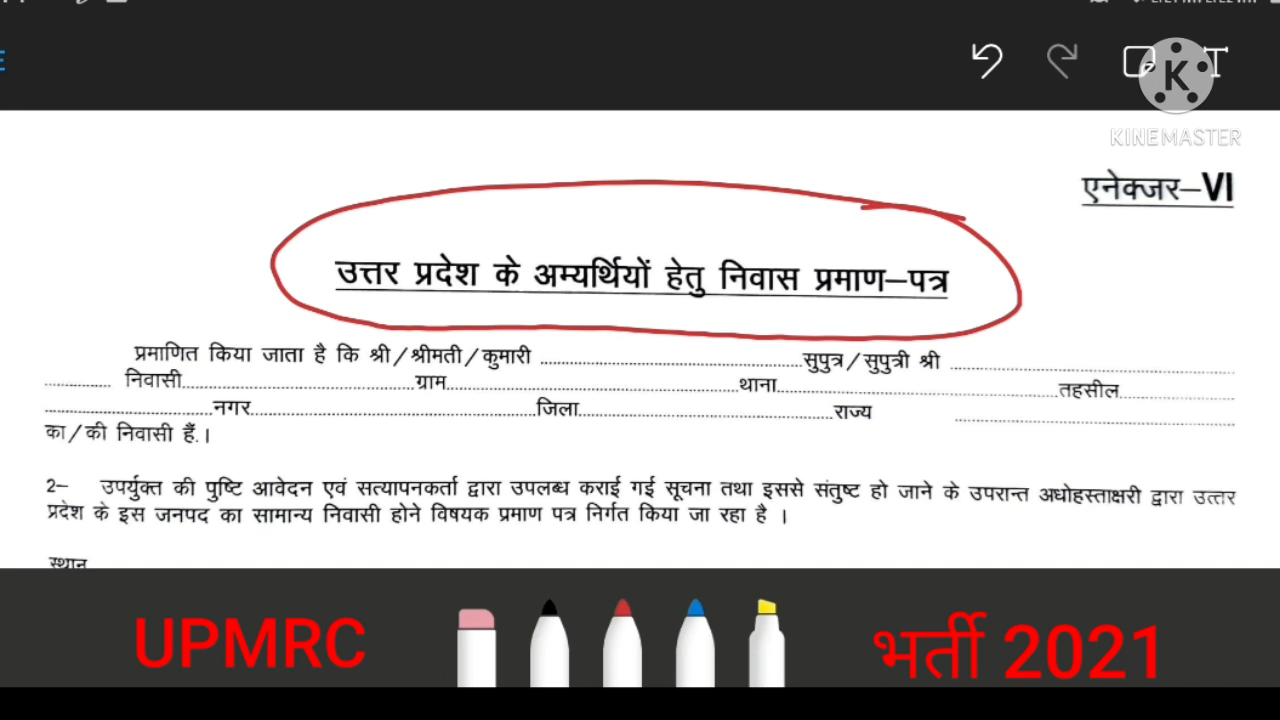 T
K
KINEMASTER
एनेक्जर–VI
उत्तर प्रदेश के अम्यर्थियों हेतु निवास प्रमाण–पत्र
प्रमाणित किया जाता है कि श्री/श्रीमती/कुमारी ........................ सुपुत्र/सुपुत्री श्री ........................
............ निवासी........................ग्राम........................थाना........................तहसील........................
........................नगर........................जिला........................राज्य ........................
का/की निवासी हैं.।
2– उपर्युक्त की पुष्टि आवेदन एवं सत्यापनकर्ता द्वारा उपलब्ध कराई गई सूचना तथा इससे संतुष्ट हो जाने के उपरान्त अधोहस्ताक्षरी द्वारा उत्तर
प्रदेश के इस जनपद का सामान्य निवासी होने विषयक प्रमाण पत्र निर्गत किया जा रहा है ।
स्थान
UPMRC
भर्ती 2021